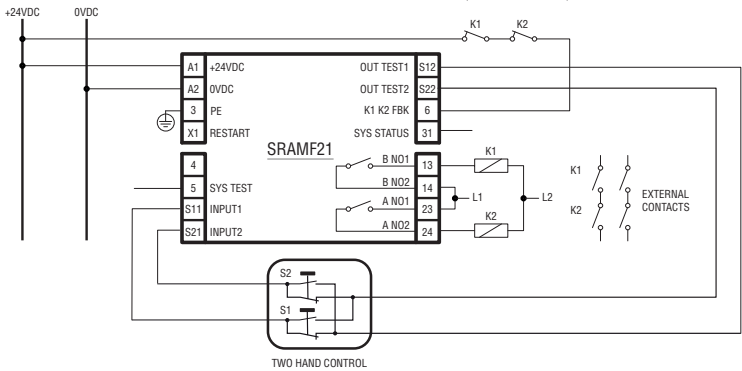 +24VDC 0VDC
K1 K2
A1 +24VDC OUT TEST1 S12
A2 0VDC OUT TEST2 S22
3 PE K1 K2 FBK 6
X1 RESTART SYS STATUS 31
SRAMF21
4 B NO1 13 K1
5 SYS TEST B NO2 14 L1 L2
S11 INPUT1 A NO1 23
S21 INPUT2 A NO2 24 K2
K1
K2
EXTERNAL
CONTACTS
S2
S1
TWO HAND CONTROL